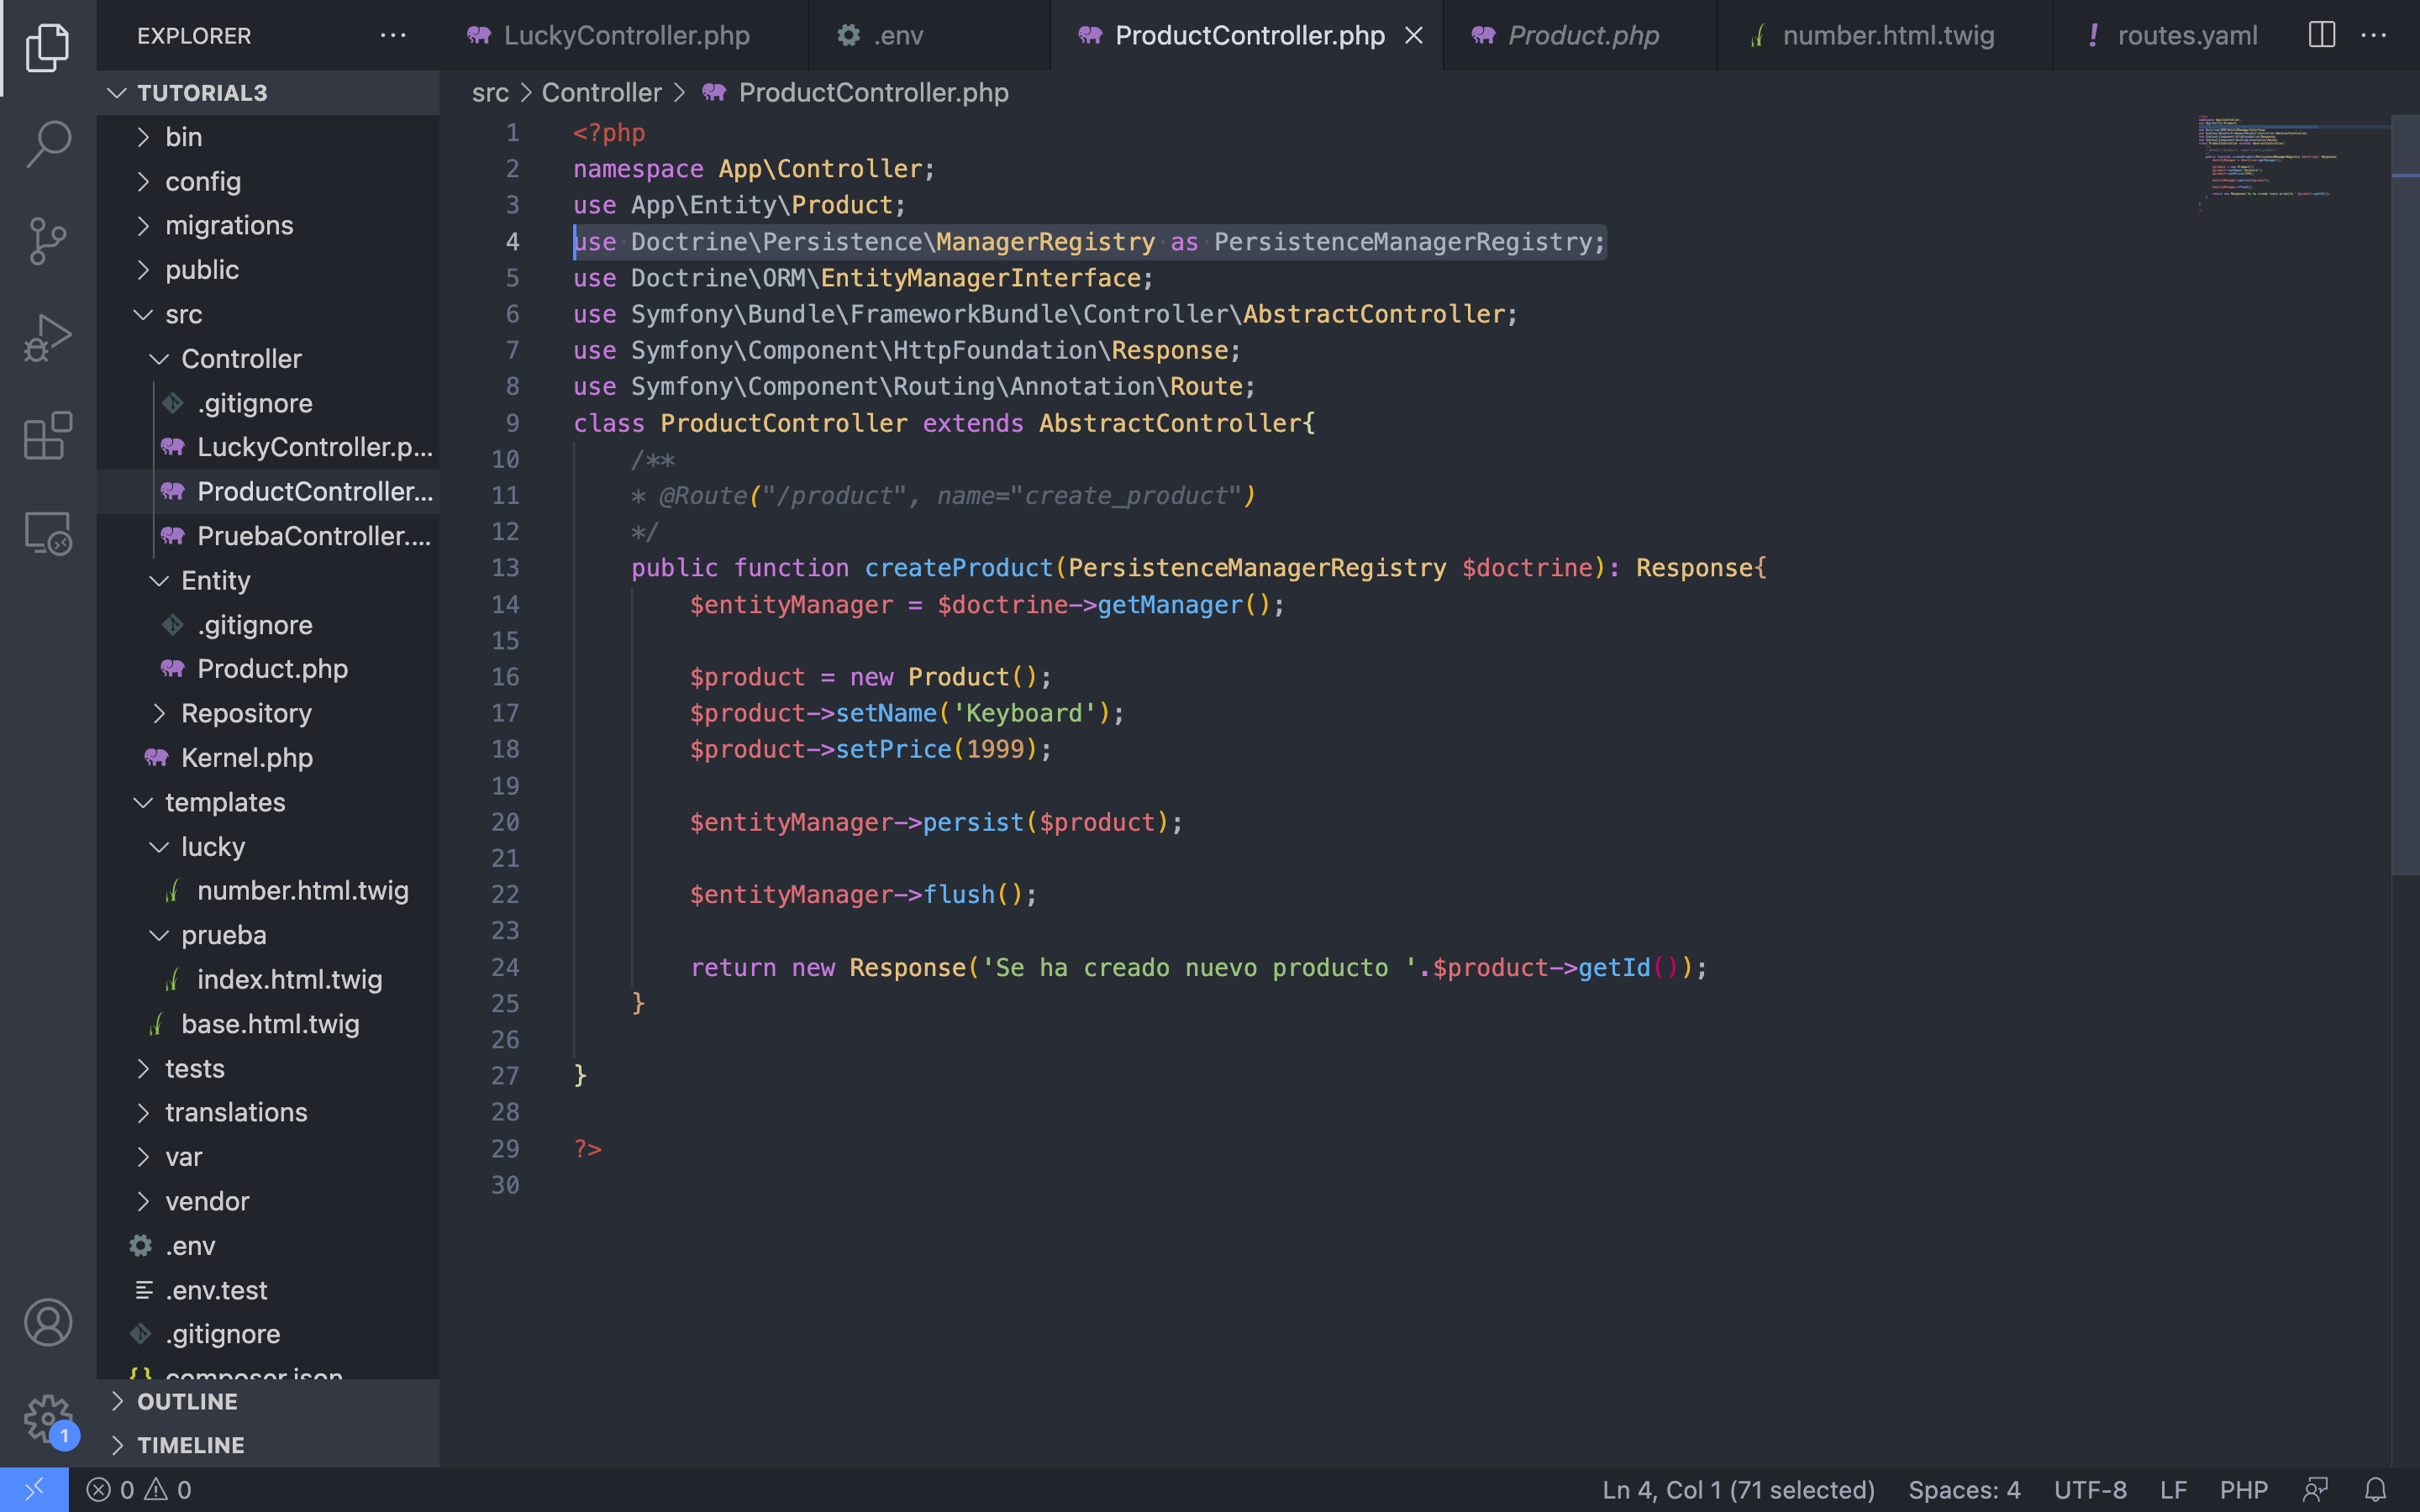 EXPLORER
LuckyController.php
.env
ProductController.php
Product.php
number.html.twig
! routes.yaml
TUTORIAL3
bin
config
migrations
public
src
Controller
.gitignore
LuckyController.p...
ProductController...
PruebaController....
Entity
.gitignore
Product.php
Repository
Kernel.php
templates
lucky
number.html.twig
prueba
index.html.twig
base.html.twig
tests
translations
var
vendor
.env
.env.test
.gitignore
composer.json
OUTLINE
TIMELINE
src > Controller > ProductController.php
1 <?php
2 namespace App\Controller;
3 use App\Entity\Product;
4 use Doctrine\Persistence\ManagerRegistry as PersistenceManagerRegistry;
5 use Doctrine\ORM\EntityManagerInterface;
6 use Symfony\Bundle\FrameworkBundle\Controller\AbstractController;
7 use Symfony\Component\HttpFoundation\Response;
8 use Symfony\Component\Routing\Annotation\Route;
9 class ProductController extends AbstractController{
10 /**
11 * @Route("/product", name="create_product")
12 */
13 public function createProduct(PersistenceManagerRegistry $doctrine): Response{
14 $entityManager = $doctrine->getManager();
15
16 $product = new Product();
17 $product->setName('Keyboard');
18 $product->setPrice(1999);
19
20 $entityManager->persist($product);
21
22 $entityManager->flush();
23
24 return new Response('Se ha creado nuevo producto '.$product->getId());
25 }
26
27 }
28
29 ?>
30
1
0 0
Ln 4, Col 1 (71 selected)
Spaces: 4
UTF-8
LF
PHP